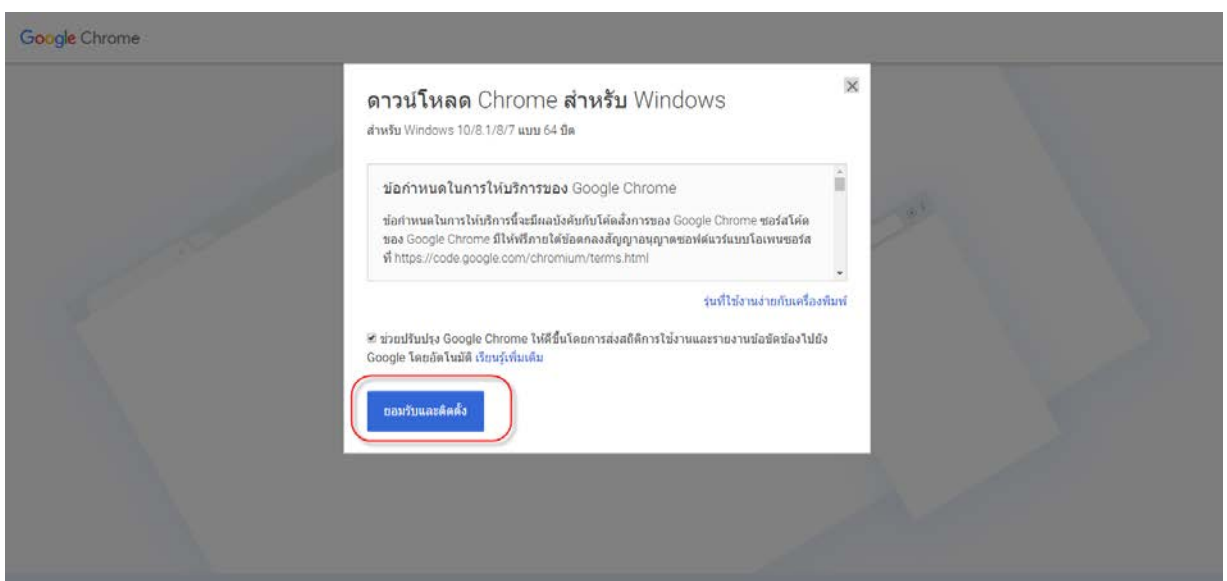 Google Chrome
ดาวน์โหลด Chrome สำหรับ Windows
สำหรับ Windows 10/8.1/8/7 แบบ 64 บิต
ข้อกำหนดในการให้บริการของ Google Chrome
ข้อกำหนดในการให้บริการนี้จะมีผลบังคับกับโค้ดสั่งการของ Google Chrome ซอร์สโค้ด
ของ Google Chrome มีให้ฟรีภายใต้ข้อตกลงสัญญาอนุญาตซอฟต์แวร์แบบโอเพนซอร์ส
ที่ https://code.google.com/chromium/terms.html
รุ่นที่ใช้งานง่ายกับเครื่องพิมพ์
ช่วยปรับปรุง Google Chrome ให้ดีขึ้นโดยการส่งสถิติการใช้งานและรายงานข้อขัดข้องไปยัง
Google โดยอัตโนมัติ เรียนรู้เพิ่มเติม
ยอมรับและติดตั้ง